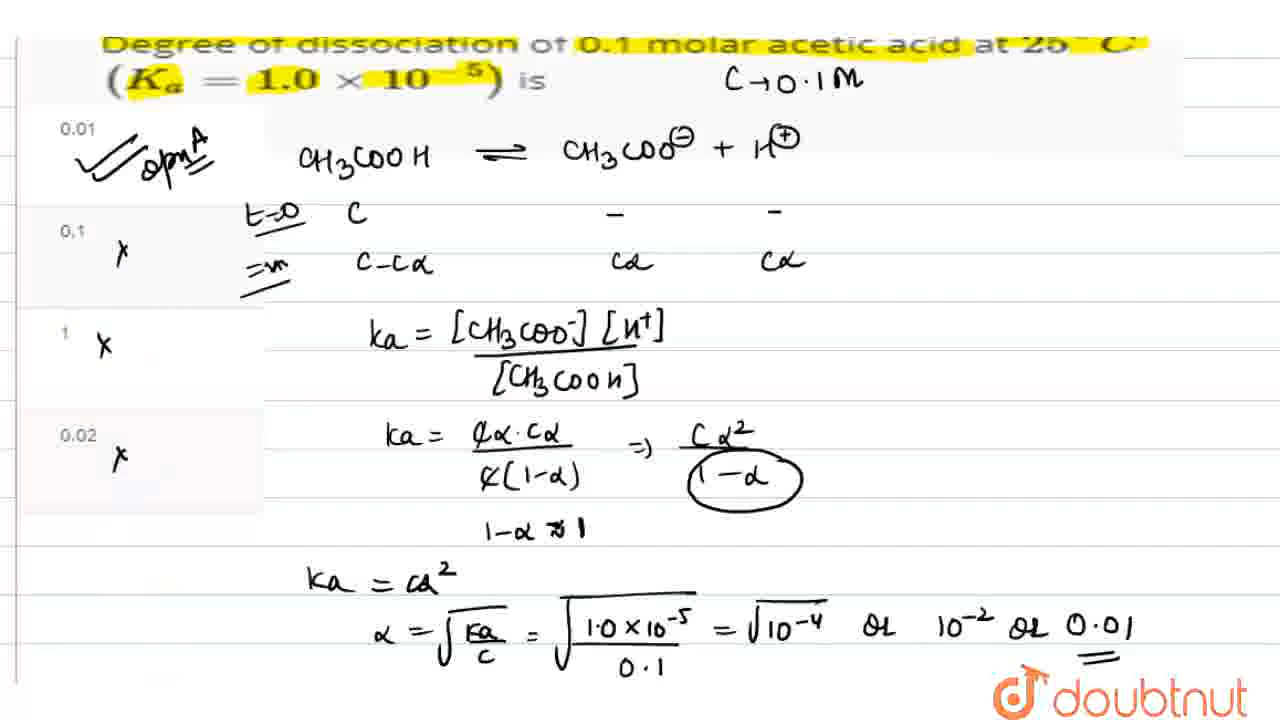 Degree of dissociation of 0.1 molar acetic acid at 25° C
(Kₐ = 1.0 × 10⁻⁵) is
C → 0.1 M
0.01
opn A
CH₃COOH ⇌ CH₃COO⊖ + H⊕
t=0 C – –
0,1 x
C-Cα Cα Cα
1 x
ka = [CH₃COO⁻] [H⁺]
[CH₃COOH]
0.02 x
ka = Cα·Cα ⇒ Cα²
C(1-α) 1-α
1-α ≈ 1
ka = Cα²
α = √ka/C = √1.0×10⁻⁵/0.1 = √10⁻⁴ or 10⁻² or 0.01
doubtnut